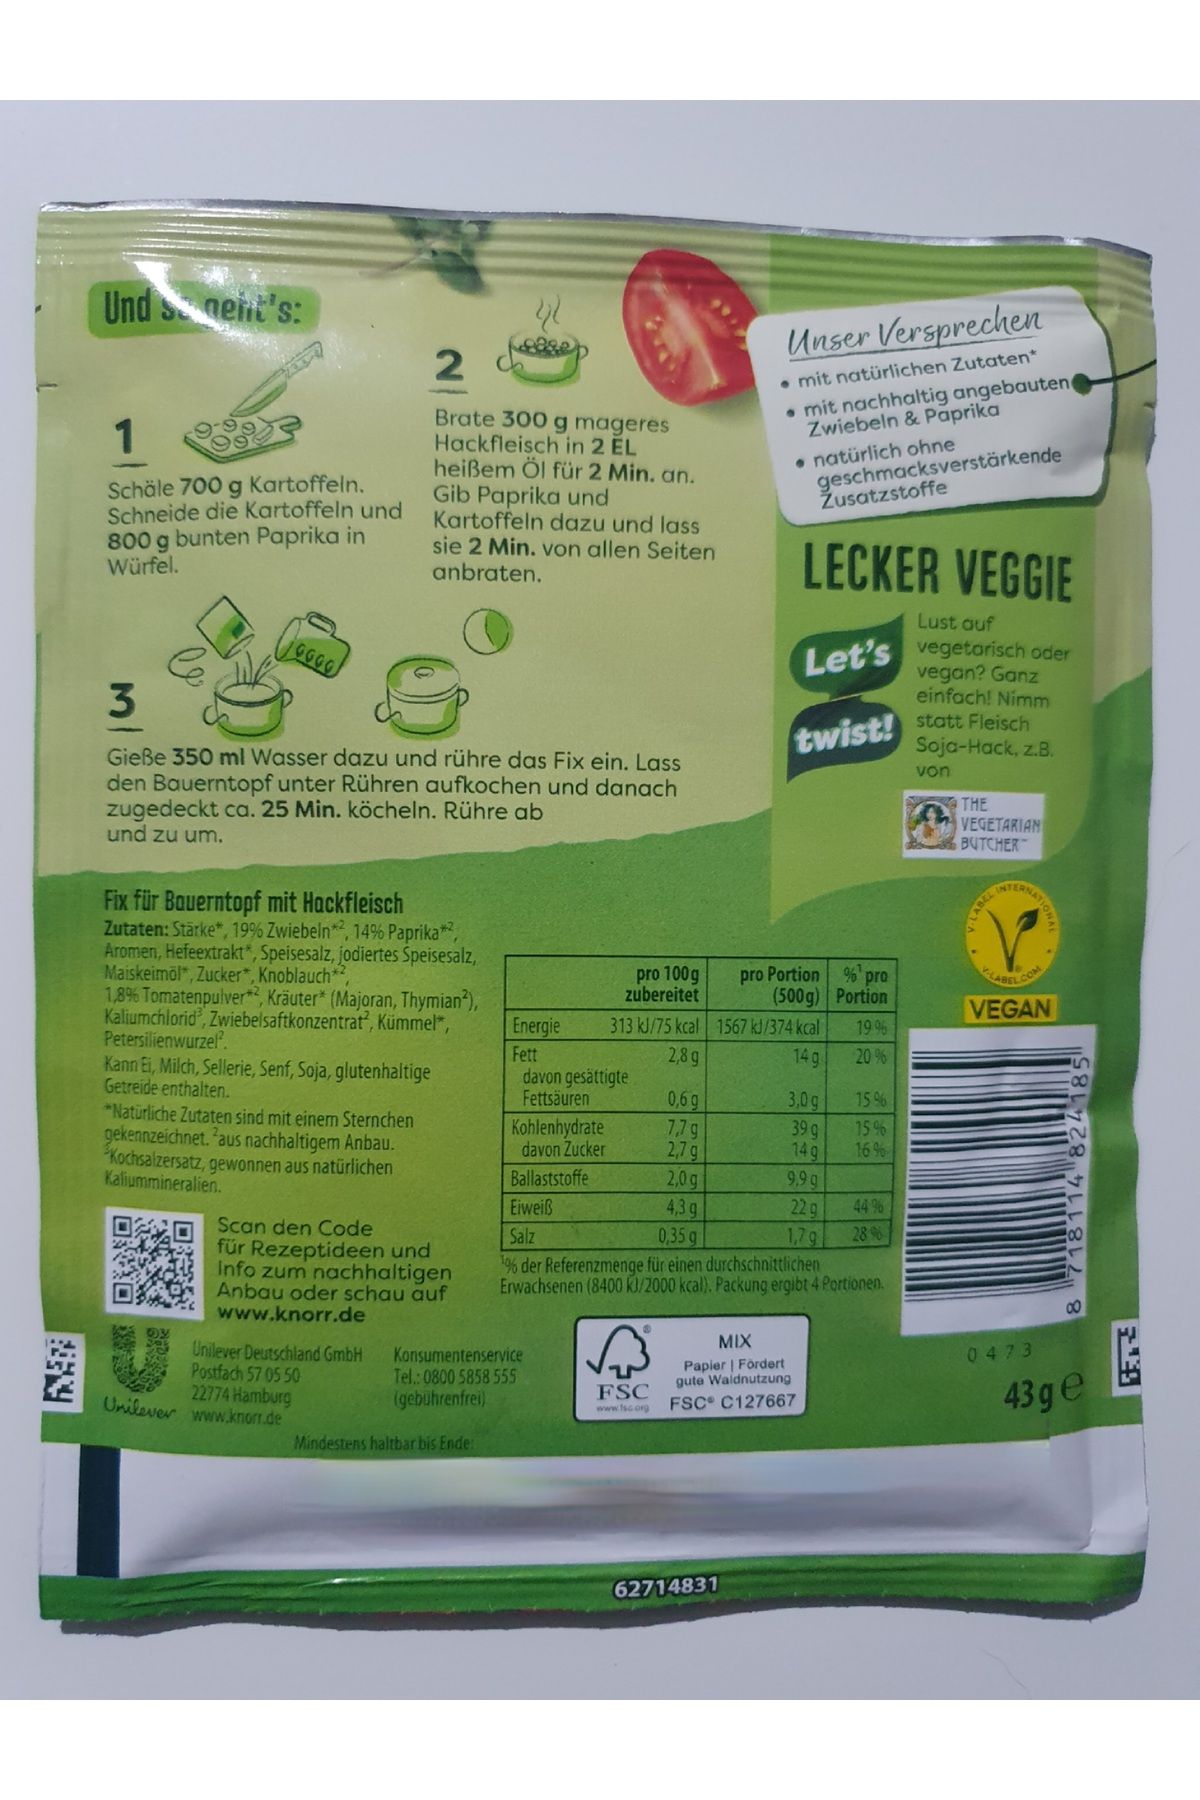 Und so geht's:
1
Schäle 700 g Kartoffeln.
Schneide die Kartoffeln und
800 g bunten Paprika in
Würfel.
2
Brate 300 g mageres
Hackfleisch in 2 EL
heißem Öl für 2 Min. an.
Gib Paprika und
Kartoffeln dazu und lass
sie 2 Min. von allen Seiten
anbraten.
3
Gieße 350 ml Wasser dazu und rühre das Fix ein. Lass
den Bauerntopf unter Rühren aufkochen und danach
zugedeckt ca. 25 Min. köcheln. Rühre ab
und zu um.
Unser Versprechen
• mit natürlichen Zutaten*
• mit nachhaltig angebauten
Zwiebeln & Paprika
• natürlich ohne
geschmacksverstärkende
Zusatzstoffe
LECKER VEGGIE
Let's
twist!
Lust auf
vegetarisch oder
vegan? Ganz
einfach! Nimm
statt Fleisch
Soja-Hack, z.B.
von
THE
VEGETARIAN
BUTCHER™
Fix für Bauerntopf mit Hackfleisch
Zutaten: Stärke*, 19% Zwiebeln*², 14% Paprika*²,
Aromen, Hefeextrakt*, Speisesalz, jodiertes Speisesalz,
Maiskeimöl*, Zucker*, Knoblauch*²,
1,8% Tomatenpulver*², Kräuter* (Majoran, Thymian²),
Kaliumchlorid³, Zwiebelsaftkonzentrat², Kümmel*,
Petersilienwurzel².
Kann Ei, Milch, Sellerie, Senf, Soja, glutenhaltige
Getreide enthalten.
*Natürliche Zutaten sind mit einem Sternchen
gekennzeichnet. ²aus nachhaltigem Anbau.
³Kochsalzersatz, gewonnen aus natürlichen
Kaliummineralien.
pro 100g zubereitet | pro Portion (500g) | %¹ pro Portion
Energie 313 kJ/75 kcal 1567 kJ/374 kcal 19%
Fett 2,8 g 14 g 20 %
davon gesättigte
Fettsäuren 0,6 g 3,0 g 15 %
Kohlenhydrate 7,7 g 39 g 15 %
davon Zucker 2,7 g 14 g 16 %
Ballaststoffe 2,0 g 9,9 g
Eiweiß 4,3 g 22 g 44 %
Salz 0,35 g 1,7 g 28 %
¹% der Referenzmenge für einen durchschnittlichen
Erwachsenen (8400 kJ/2000 kcal). Packung ergibt 4 Portionen.
V-LABEL INTERNATIONAL
V-LABEL.COM
VEGAN
8 718114 824185
Scan den Code
für Rezeptideen und
Info zum nachhaltigen
Anbau oder schau auf
www.knorr.de
Unilever
Unilever Deutschland GmbH
Postfach 57 05 50
22774 Hamburg
www.knorr.de
Konsumentenservice
Tel.: 0800 5858 555
(gebührenfrei)
FSC
www.fsc.org
MIX
Papier | Fördert
gute Waldnutzung
FSC® C127667
0473
43 g e
Mindestens haltbar bis Ende:
62714831